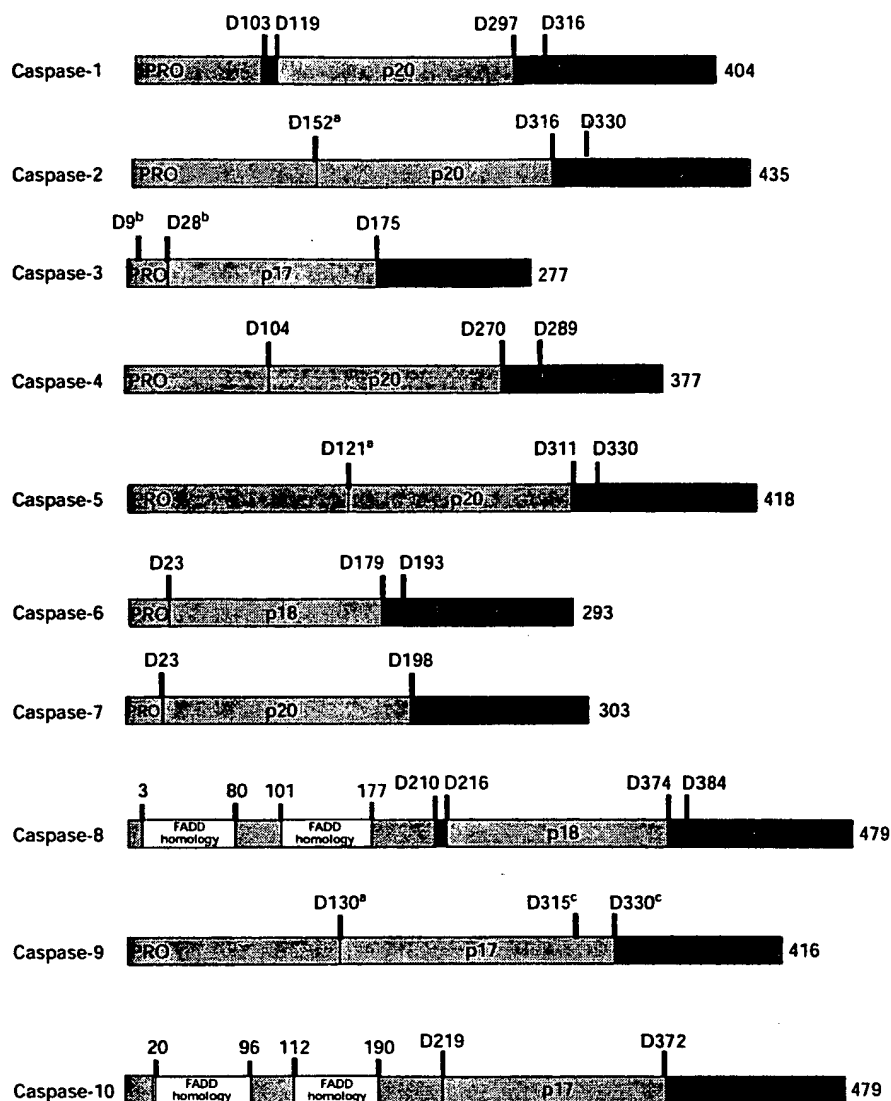 D103 D119 D297 D316
Caspase-1 PRO p20 404
D152ª D316 D330
Caspase-2 PRO p20 435
D9ᵇ D28ᵇ D175
Caspase-3 PRO p17 277
D104 D270 D289
Caspase-4 PRO p20 377
D121ª D311 D330
Caspase-5 PRO p20 418
D23 D179 D193
Caspase-6 PRO p18 293
D23 D198
Caspase-7 PRO p20 303
3 80 101 177 D210 D216 D374 D384
Caspase-8 FADD homology FADD homology p18 479
D130ª D315ᶜ D330ᶜ
Caspase-9 PRO p17 416
20 96 112 190 D219 D372
Caspase-10 FADD homology FADD homology p17 479